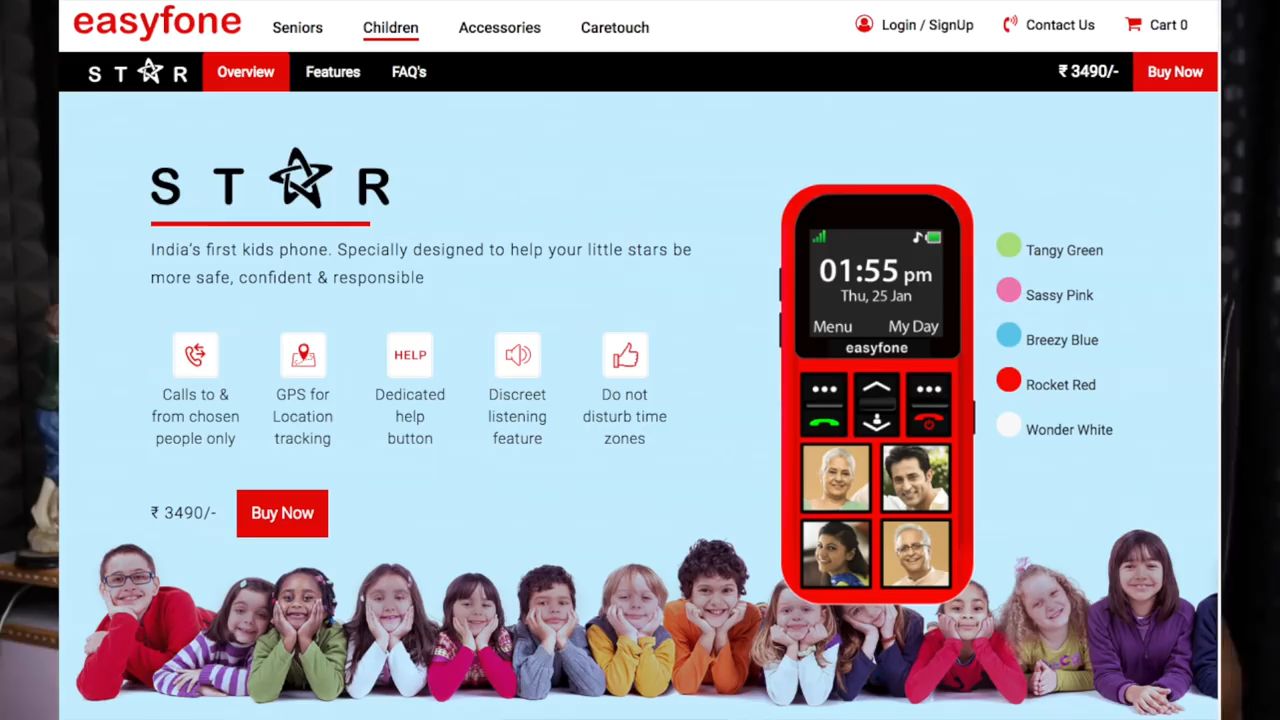 easyfone
Seniors
Children
Accessories
Caretouch
Login / SignUp
Contact Us
Cart 0
STAR
Overview
Features
FAQ's
₹ 3490/-
Buy Now
STAR
India's first kids phone. Specially designed to help your little stars be
more safe, confident & responsible
HELP
Calls to &
from chosen
people only
GPS for
Location
tracking
Dedicated
help
button
Discreet
listening
feature
Do not
disturb time
zones
₹ 3490/-
Buy Now
01:55 pm
Thu, 25 Jan
Menu
My Day
easyfone
Tangy Green
Sassy Pink
Breezy Blue
Rocket Red
Wonder White